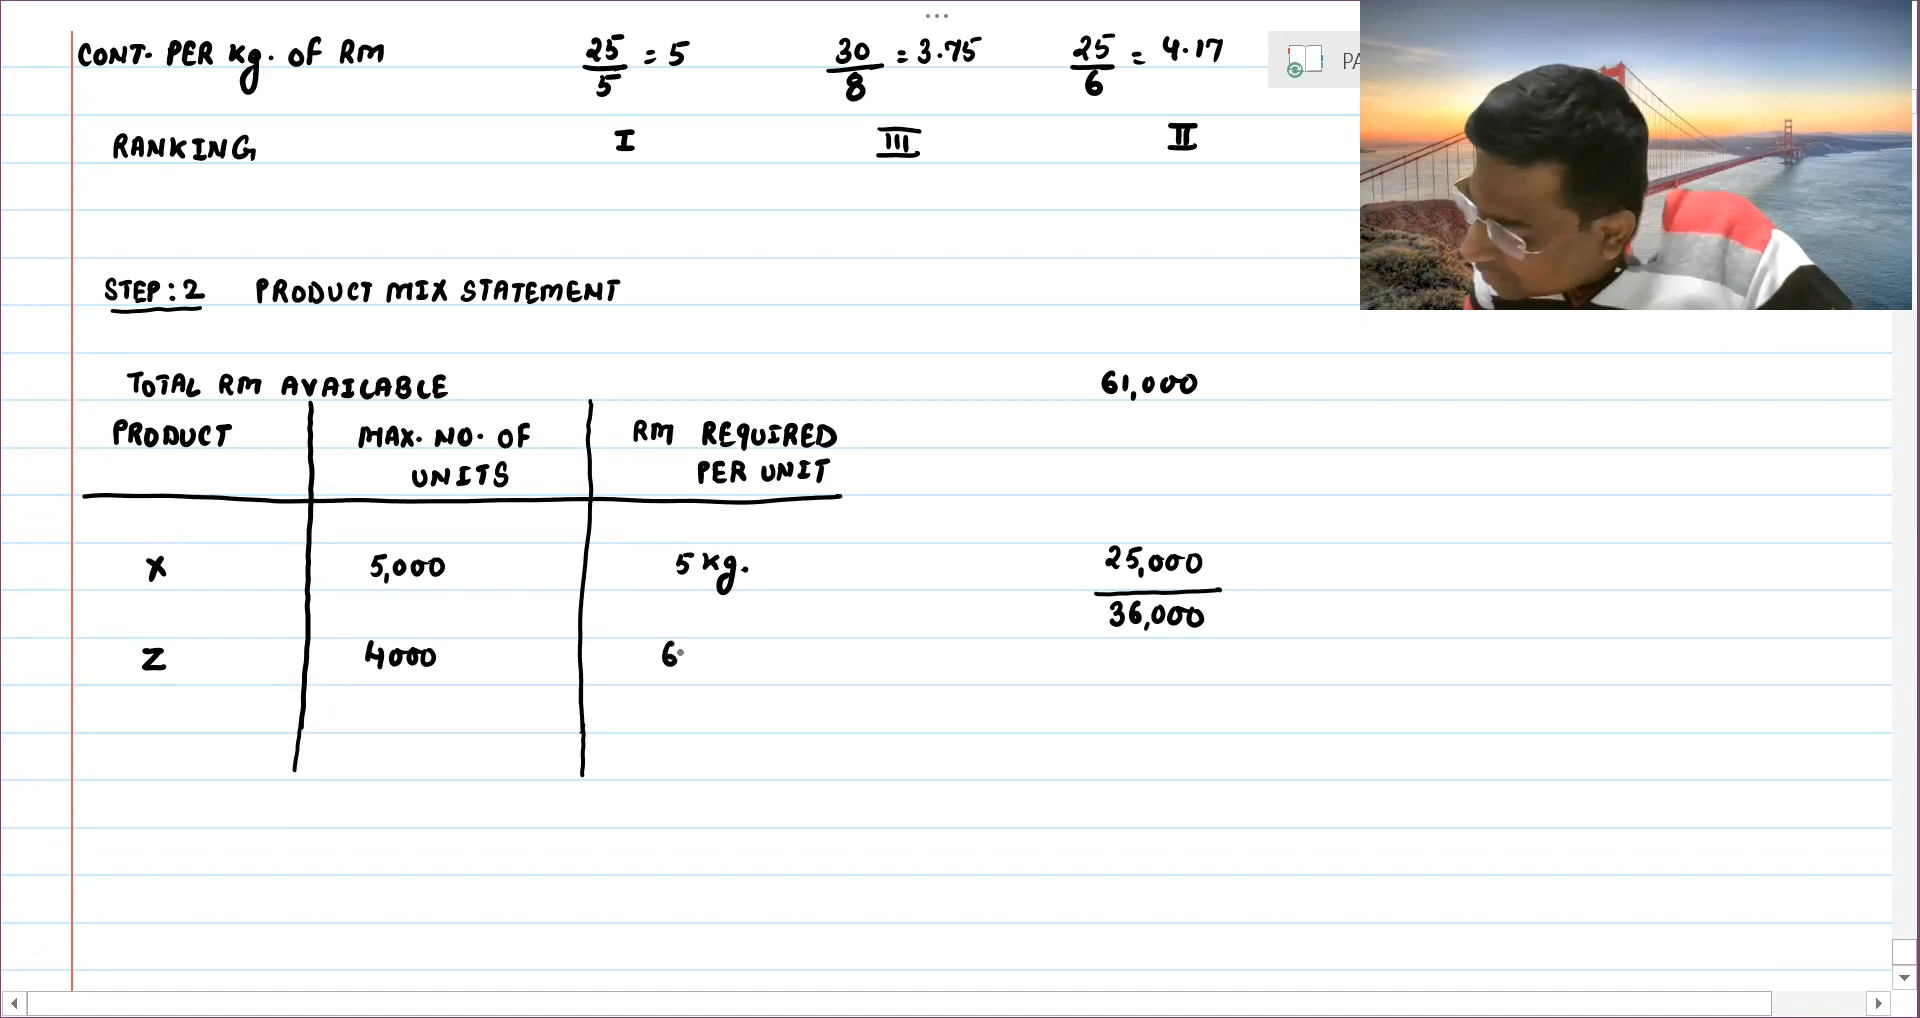 CONT. PER Kg. OF RM 25/5 = 5 30/8 = 3.75 25/6 = 4.17 PA
RANKING I III II
STEP:2 PRODUCT MIX STATEMENT
TOTAL RM AVAILABLE 61,000
PRODUCT MAX. NO. OF RM REQUIRED
UNITS PER UNIT
X 5,000 5 Kg. 25,000
36,000
Z 4000 6